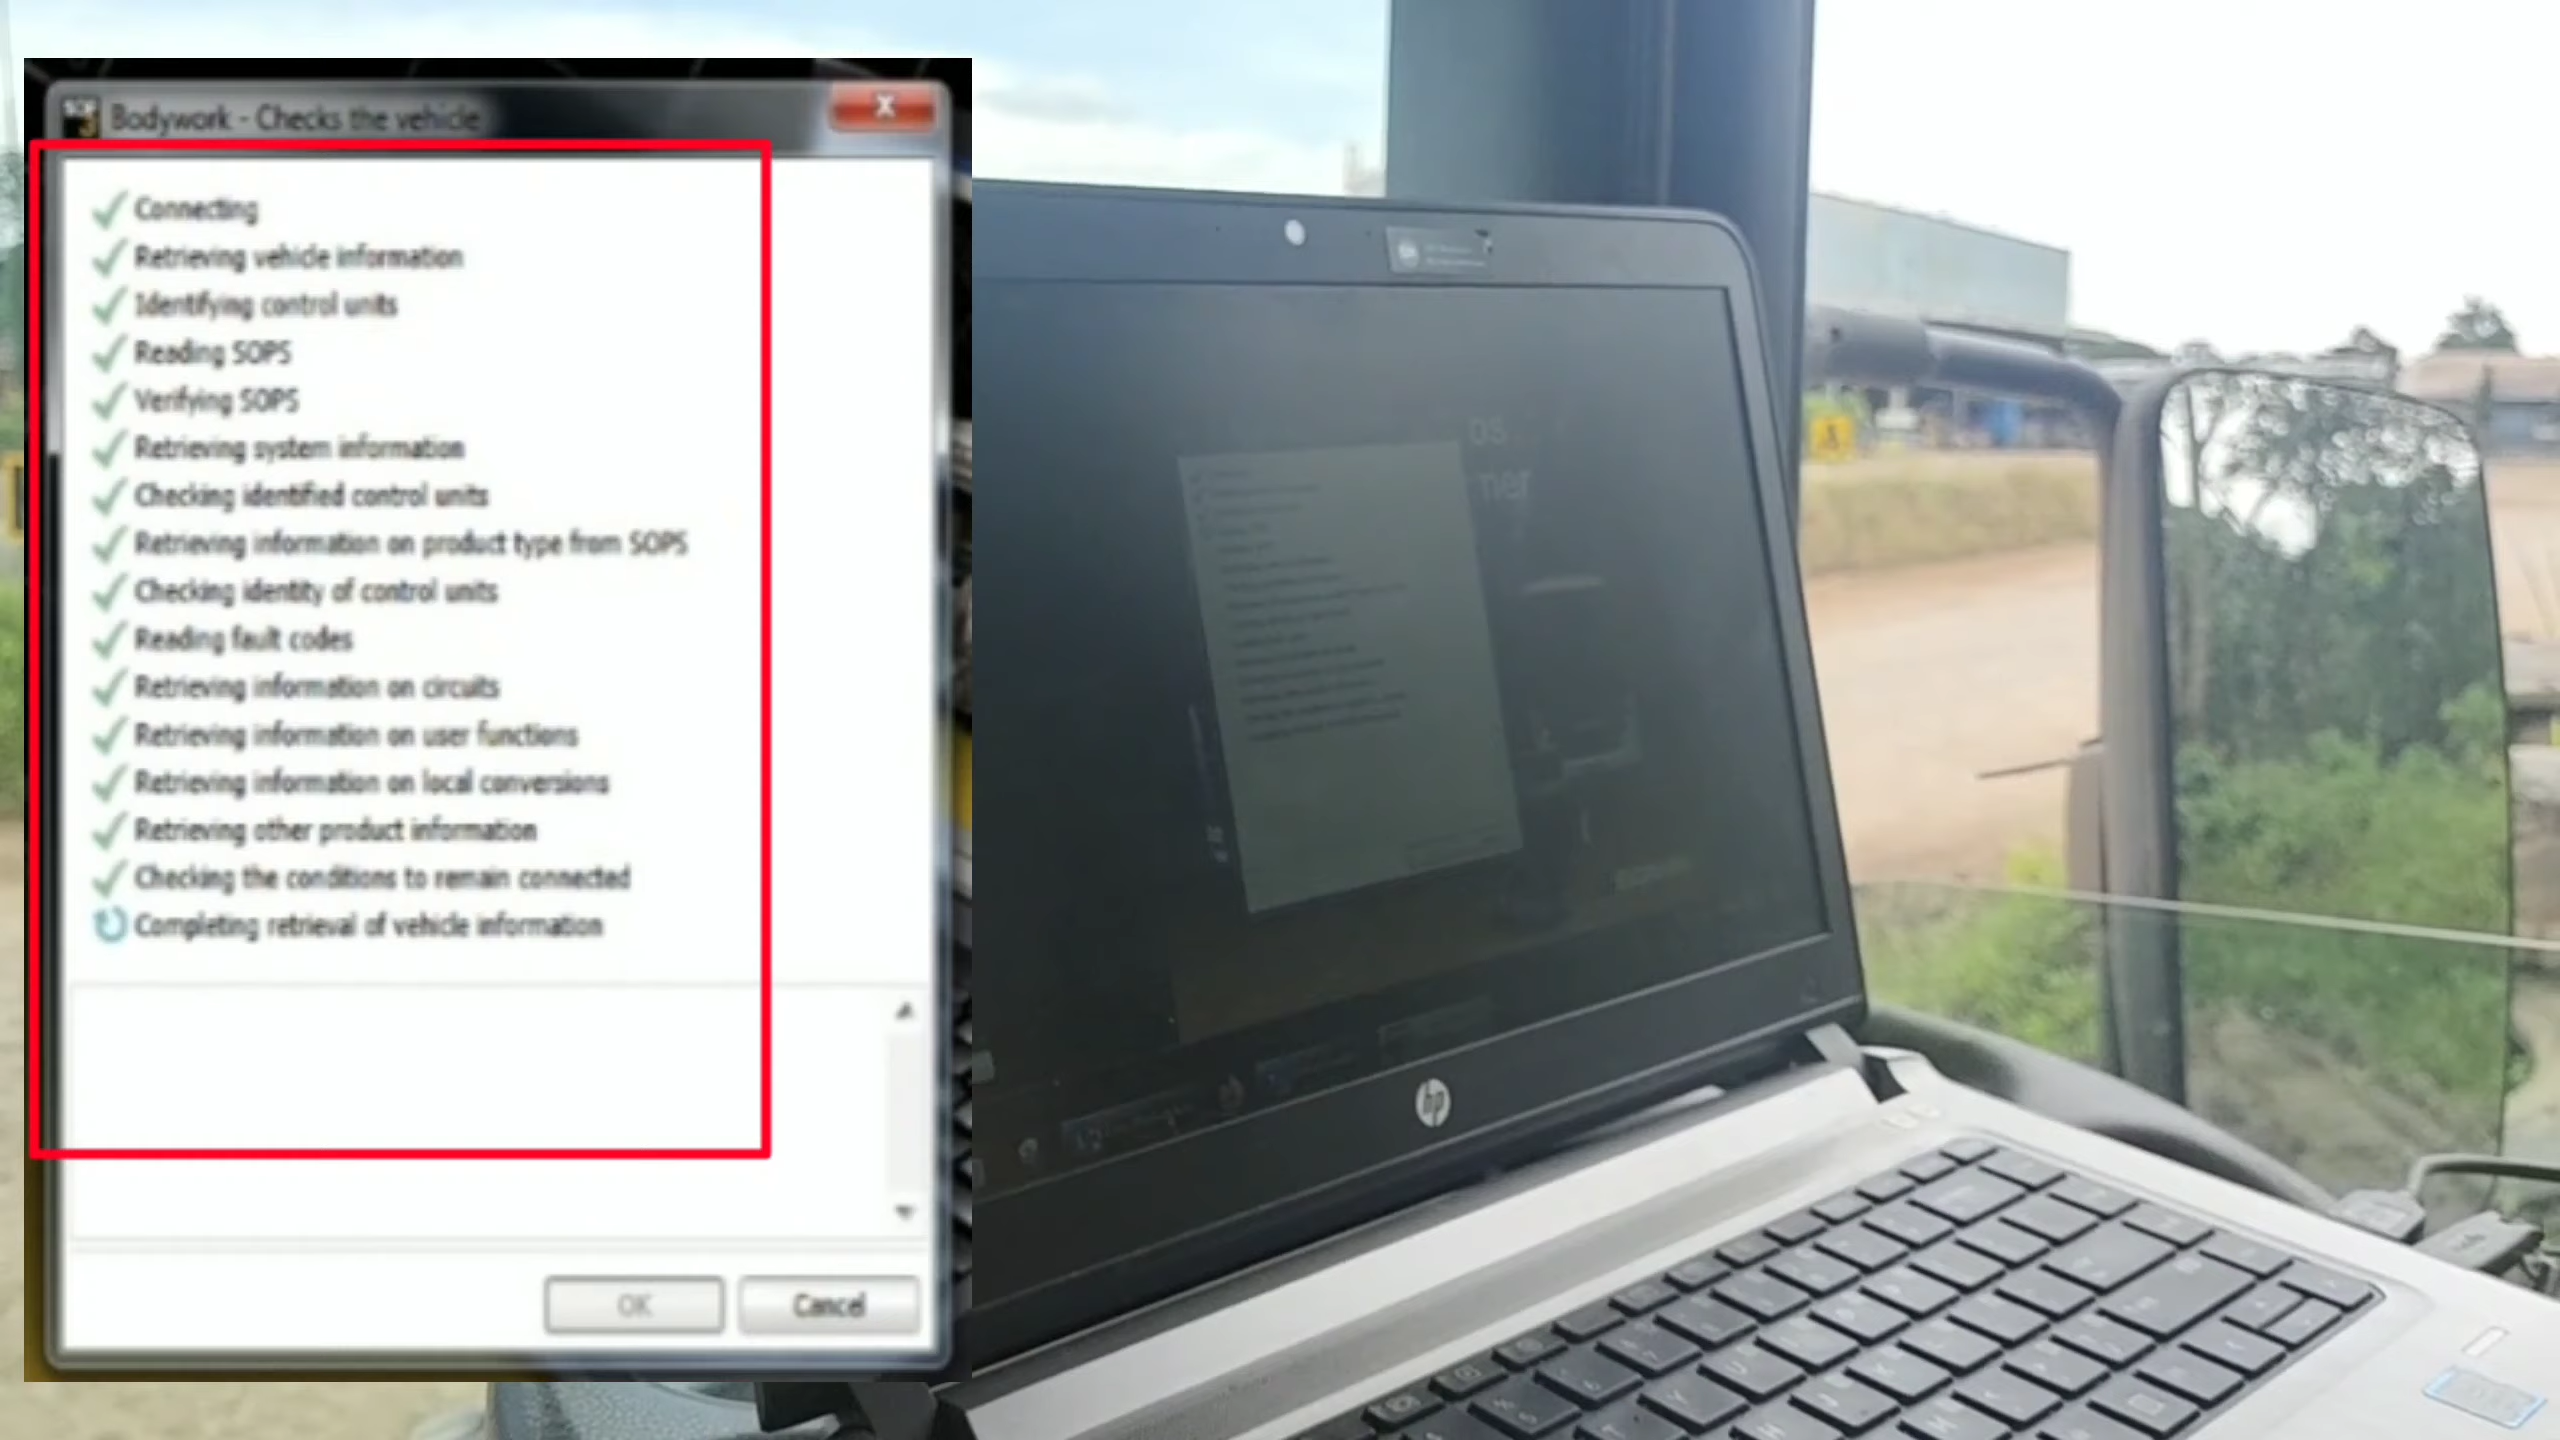 Bodywork - Checks the vehicle
X
Connecting
Retrieving vehicle information
Identifying control units
Reading SOPS
Verifying SOPS
Retrieving system information
Checking identified control units
Retrieving information on product type from SOPS
Checking identity of control units
Reading fault codes
Retrieving information on circuits
Retrieving information on user functions
Retrieving information on local conversions
Retrieving other product information
Checking the conditions to remain connected
Completing retrieval of vehicle information
OK
Cancel
os
mer
hp